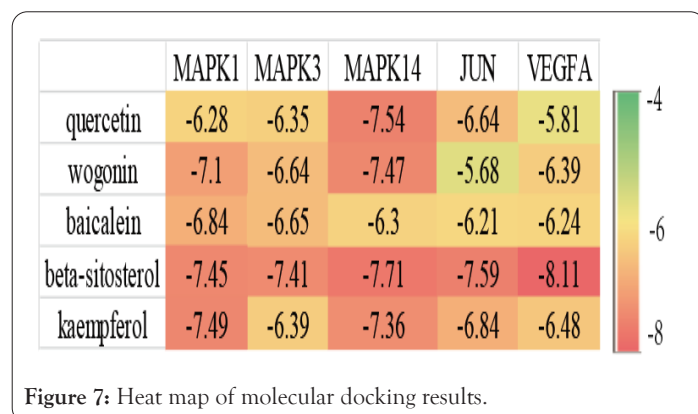 MAPK1 MAPK3 MAPK14 JUN VEGFA
quercetin -6.28 -6.35 -7.54 -6.64 -5.81
wogonin -7.1 -6.64 -7.47 -5.68 -6.39
baicalein -6.84 -6.65 -6.3 -6.21 -6.24
beta-sitosterol -7.45 -7.41 -7.71 -7.59 -8.11
kaempferol -7.49 -6.39 -7.36 -6.84 -6.48
-4
-6
-8
Figure 7: Heat map of molecular docking results.